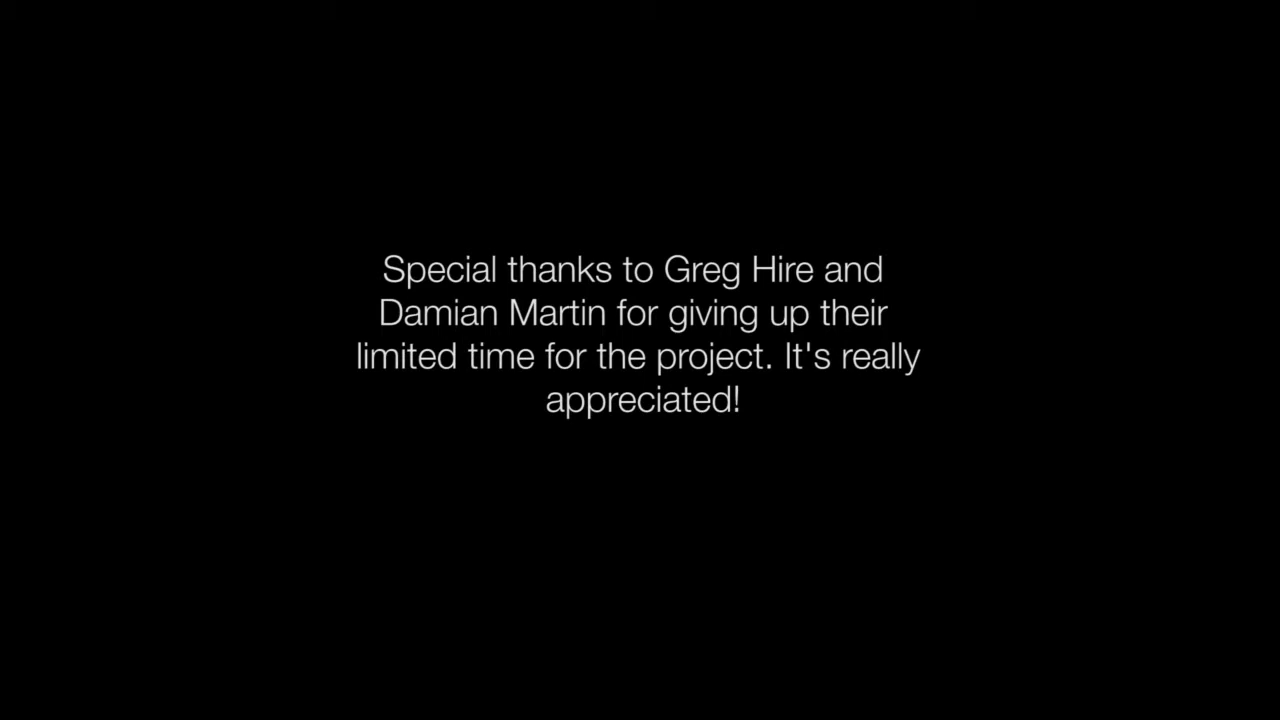 Special thanks to Greg Hire and
Damian Martin for giving up their
limited time for the project. It's really
appreciated!